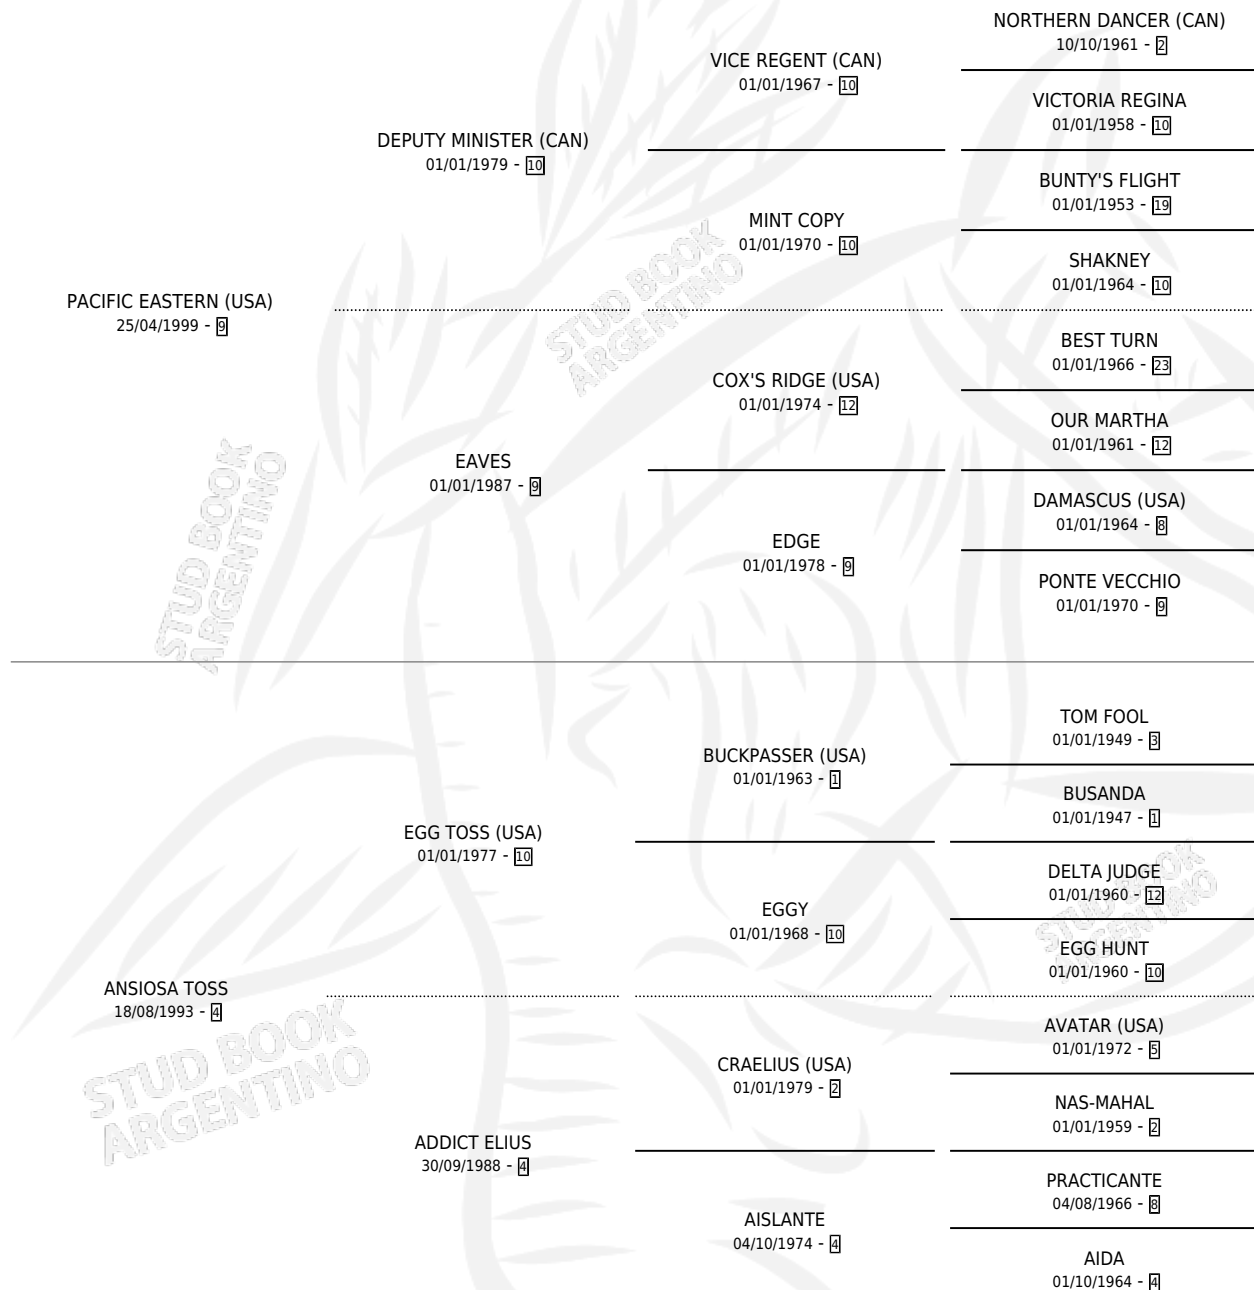 NORTHERN DANCER (CAN)
10/10/1961 - 2
VICE REGENT (CAN)
01/01/1967 - 10
VICTORIA REGINA
01/01/1958 - 10
DEPUTY MINISTER (CAN)
01/01/1979 - 10
BUNTY'S FLIGHT
01/01/1953 - 19
MINT COPY
01/01/1970 - 10
SHAKNEY
01/01/1964 - 10
PACIFIC EASTERN (USA)
25/04/1999 - 9
BEST TURN
01/01/1966 - 23
COX'S RIDGE (USA)
01/01/1974 - 12
OUR MARTHA
01/01/1961 - 12
EAVES
01/01/1987 - 9
DAMASCUS (USA)
01/01/1964 - 8
EDGE
01/01/1978 - 9
PONTE VECCHIO
01/01/1970 - 9
TOM FOOL
01/01/1949 - 3
BUCKPASSER (USA)
01/01/1963 - 1
BUSANDA
01/01/1947 - 1
EGG TOSS (USA)
01/01/1977 - 10
DELTA JUDGE
01/01/1960 - 12
EGGY
01/01/1968 - 10
EGG HUNT
01/01/1960 - 10
ANSIOSA TOSS
18/08/1993 - 4
AVATAR (USA)
01/01/1972 - 5
CRAELIUS (USA)
01/01/1979 - 2
NAS-MAHAL
01/01/1959 - 2
ADDICT ELIUS
30/09/1988 - 4
PRACTICANTE
04/08/1966 - 8
AISLANTE
04/10/1974 - 4
AIDA
01/10/1964 - 4
STUD BOOK
ARGENTINO
STUD BOOK
ARGENTINO
STUD BOOK
ARGENTINO
STUD BOOK
ARGENTINO